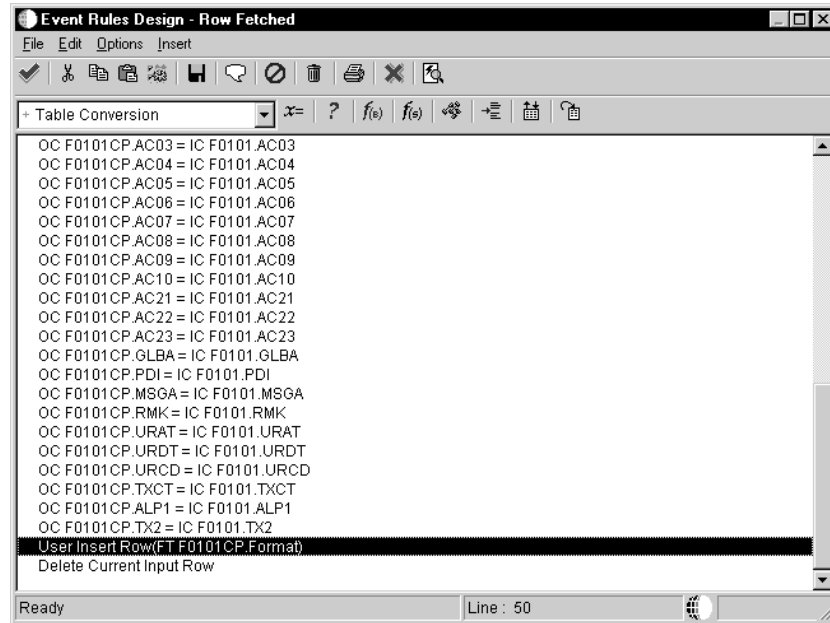 Event Rules Design - Row Fetched
File Edit Options Insert
+ Table Conversion x= ? f(B) f(s)
OC F0101CP.AC03 = IC F0101.AC03
OC F0101CP.AC04 = IC F0101.AC04
OC F0101CP.AC05 = IC F0101.AC05
OC F0101CP.AC06 = IC F0101.AC06
OC F0101CP.AC07 = IC F0101.AC07
OC F0101CP.AC08 = IC F0101.AC08
OC F0101CP.AC09 = IC F0101.AC09
OC F0101CP.AC10 = IC F0101.AC10
OC F0101CP.AC21 = IC F0101.AC21
OC F0101CP.AC22 = IC F0101.AC22
OC F0101CP.AC23 = IC F0101.AC23
OC F0101CP.GLBA = IC F0101.GLBA
OC F0101CP.PDI = IC F0101.PDI
OC F0101CP.MSGA = IC F0101.MSGA
OC F0101CP.RMK = IC F0101.RMK
OC F0101CP.URAT = IC F0101.URAT
OC F0101CP.URDT = IC F0101.URDT
OC F0101CP.URCD = IC F0101.URCD
OC F0101CP.TXCT = IC F0101.TXCT
OC F0101CP.ALP1 = IC F0101.ALP1
OC F0101CP.TX2 = IC F0101.TX2
User Insert Row(FT F0101CP.Format)
Delete Current Input Row
Ready Line : 50